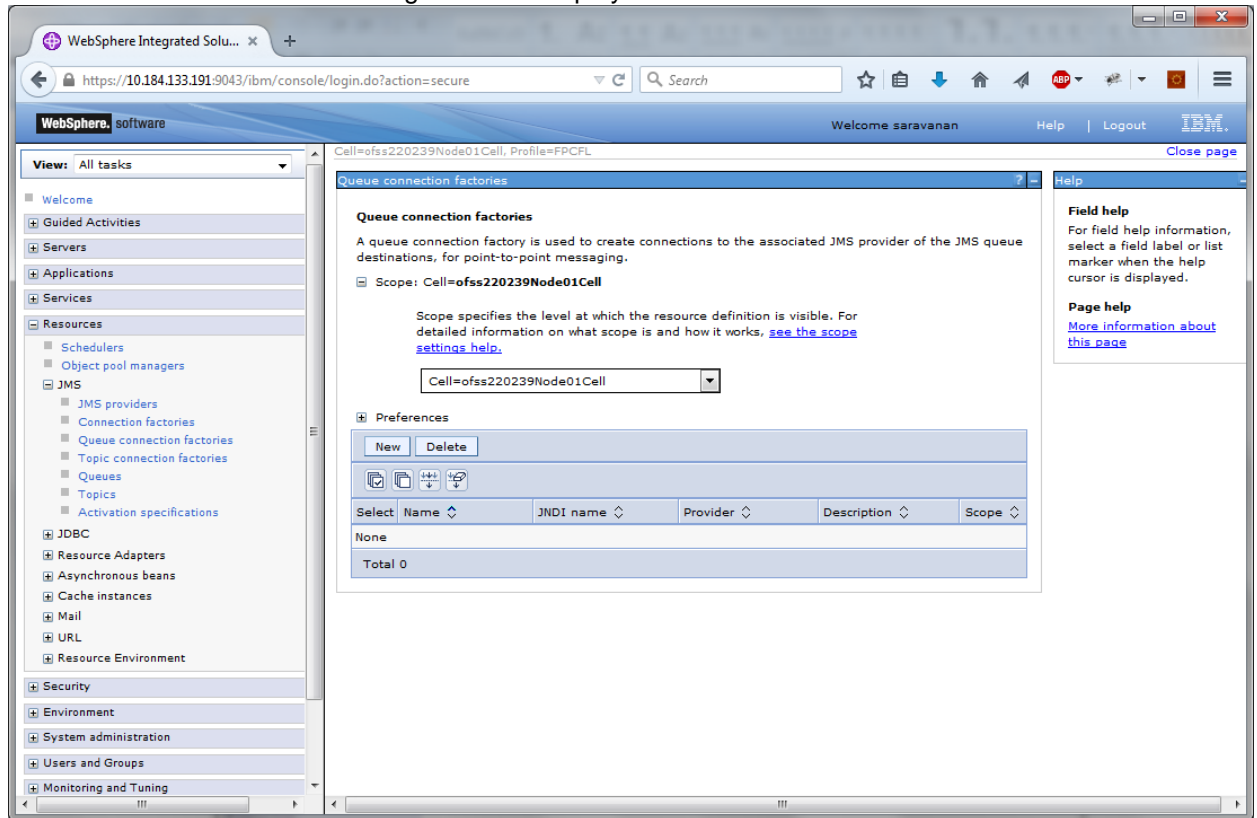 WebSphere Integrated Solu...
https://10.184.133.191:9043/ibm/console/login.do?action=secure
Search
ABP
WebSphere. software
Welcome saravanan
Help | Logout
IBM.
View: All tasks
Welcome
Guided Activities
Servers
Applications
Services
Resources
Schedulers
Object pool managers
JMS
JMS providers
Connection factories
Queue connection factories
Topic connection factories
Queues
Topics
Activation specifications
JDBC
Resource Adapters
Asynchronous beans
Cache instances
Mail
URL
Resource Environment
Security
Environment
System administration
Users and Groups
Monitoring and Tuning
Cell=ofss220239Node01Cell, Profile=FPCFL
Close page
Queue connection factories
?
Queue connection factories
A queue connection factory is used to create connections to the associated JMS provider of the JMS queue
destinations, for point-to-point messaging.
Scope: Cell=ofss220239Node01Cell
Scope specifies the level at which the resource definition is visible. For
detailed information on what scope is and how it works, see the scope
settings help.
Cell=ofss220239Node01Cell
Preferences
New Delete
Select Name JNDI name Provider Description Scope
None
Total 0
Help
Field help
For field help information,
select a field label or list
marker when the help
cursor is displayed.
Page help
More information about
this page